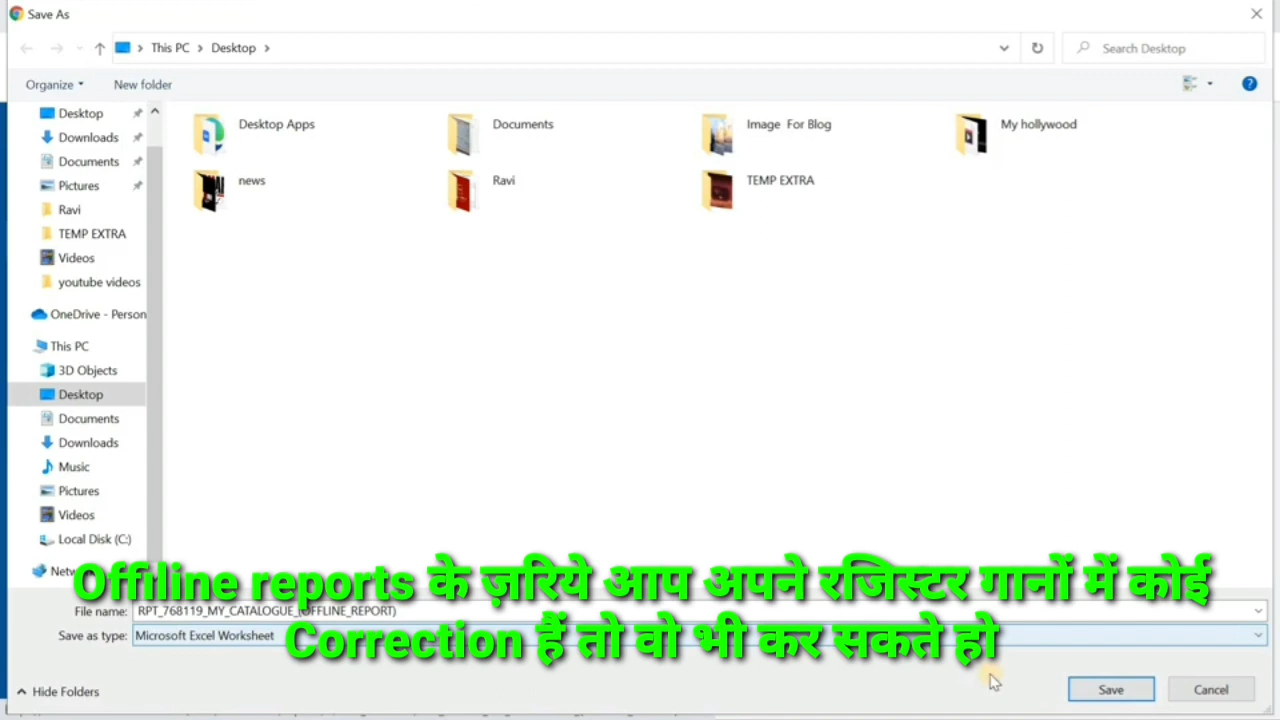 Save As
This PC
Desktop
Search Desktop
Organize
New folder
Desktop
Downloads
Documents
Pictures
Ravi
TEMP EXTRA
Videos
youtube videos
OneDrive - Person
This PC
3D Objects
Desktop
Documents
Downloads
Music
Pictures
Videos
Local Disk (C:)
Desktop Apps
Documents
Image For Blog
My hollywood
news
Ravi
TEMP EXTRA
Offiline reports के ज़रिये आप अपने रजिस्टर गानों में कोई
Correction हैं तो वो भी कर सकते हो
File name: RPT_768119_MY_CATALOGUE_(OFFLINE_REPORT)
Save as type: Microsoft Excel Worksheet
Hide Folders
Save
Cancel